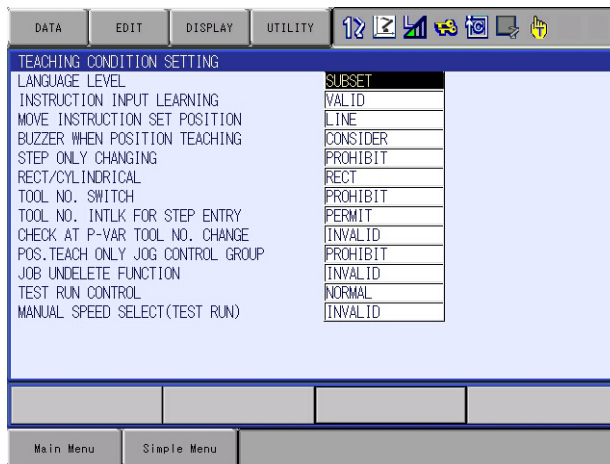 DATA EDIT DISPLAY UTILITY
TEACHING CONDITION SETTING
LANGUAGE LEVEL SUBSET
INSTRUCTION INPUT LEARNING VALID
MOVE INSTRUCTION SET POSITION LINE
BUZZER WHEN POSITION TEACHING CONSIDER
STEP ONLY CHANGING PROHIBIT
RECT/CYLINDRICAL RECT
TOOL NO. SWITCH PROHIBIT
TOOL NO. INTLK FOR STEP ENTRY PERMIT
CHECK AT P-VAR TOOL NO. CHANGE INVALID
POS.TEACH ONLY JOG CONTROL GROUP PROHIBIT
JOB UNDELETE FUNCTION INVALID
TEST RUN CONTROL NORMAL
MANUAL SPEED SELECT(TEST RUN) INVALID
Main Menu Simple Menu